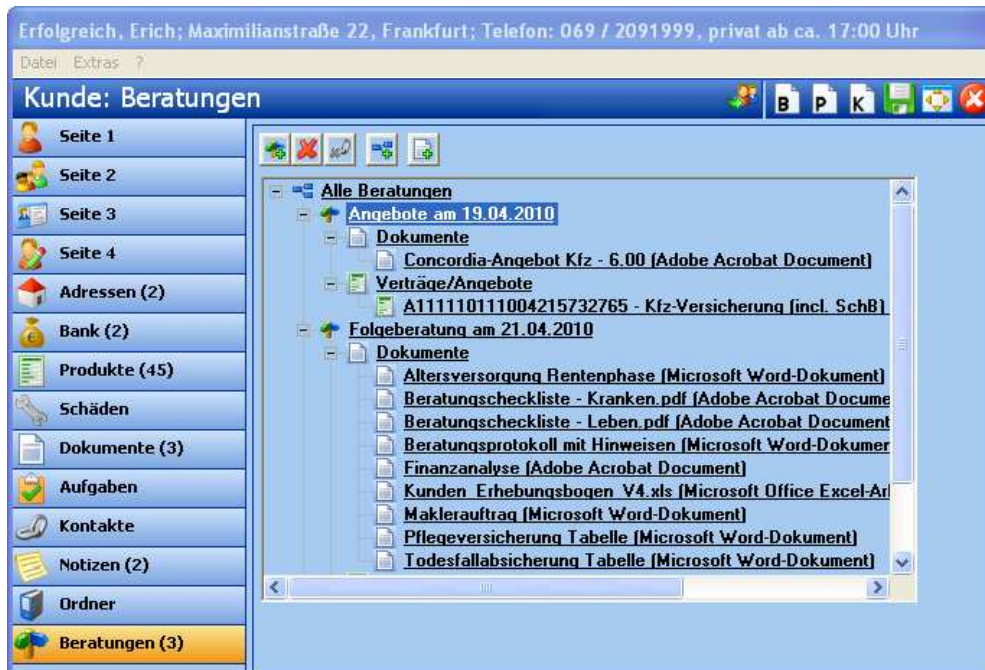 Erfolgreich, Erich; Maximilianstraße 22, Frankfurt; Telefon: 069 / 2091999, privat ab ca. 17:00 Uhr
Datei Extras ?
Kunde: Beratungen
B P K
Seite 1
Seite 2
Seite 3
Seite 4
Adressen (2)
Bank (2)
Produkte (45)
Schäden
Dokumente (3)
Aufgaben
Kontakte
Notizen (2)
Ordner
Beratungen (3)
Alle Beratungen
Angebote am 19.04.2010
Dokumente
Concordia-Angebot Kfz - 6.00 (Adobe Acrobat Document)
Verträge/Angebote
A111110111004215732765 - Kfz-Versicherung (incl. SchB)
Folgeberatung am 21.04.2010
Dokumente
Altersversorgung Rentenphase (Microsoft Word-Dokument)
Beratungscheckliste - Kranken.pdf (Adobe Acrobat Docume
Beratungscheckliste - Leben.pdf (Adobe Acrobat Document
Beratungsprotokoll mit Hinweisen (Microsoft Word-Dokumer
Finanzanalyse (Adobe Acrobat Document)
Kunden_Erhebungsbogen_V4.xls (Microsoft Office Excel-Ar
Maklerauftrag (Microsoft Word-Dokument)
Pflegeversicherung Tabelle (Microsoft Word-Dokument)
Todesfallabsicherung Tabelle (Microsoft Word-Dokument)